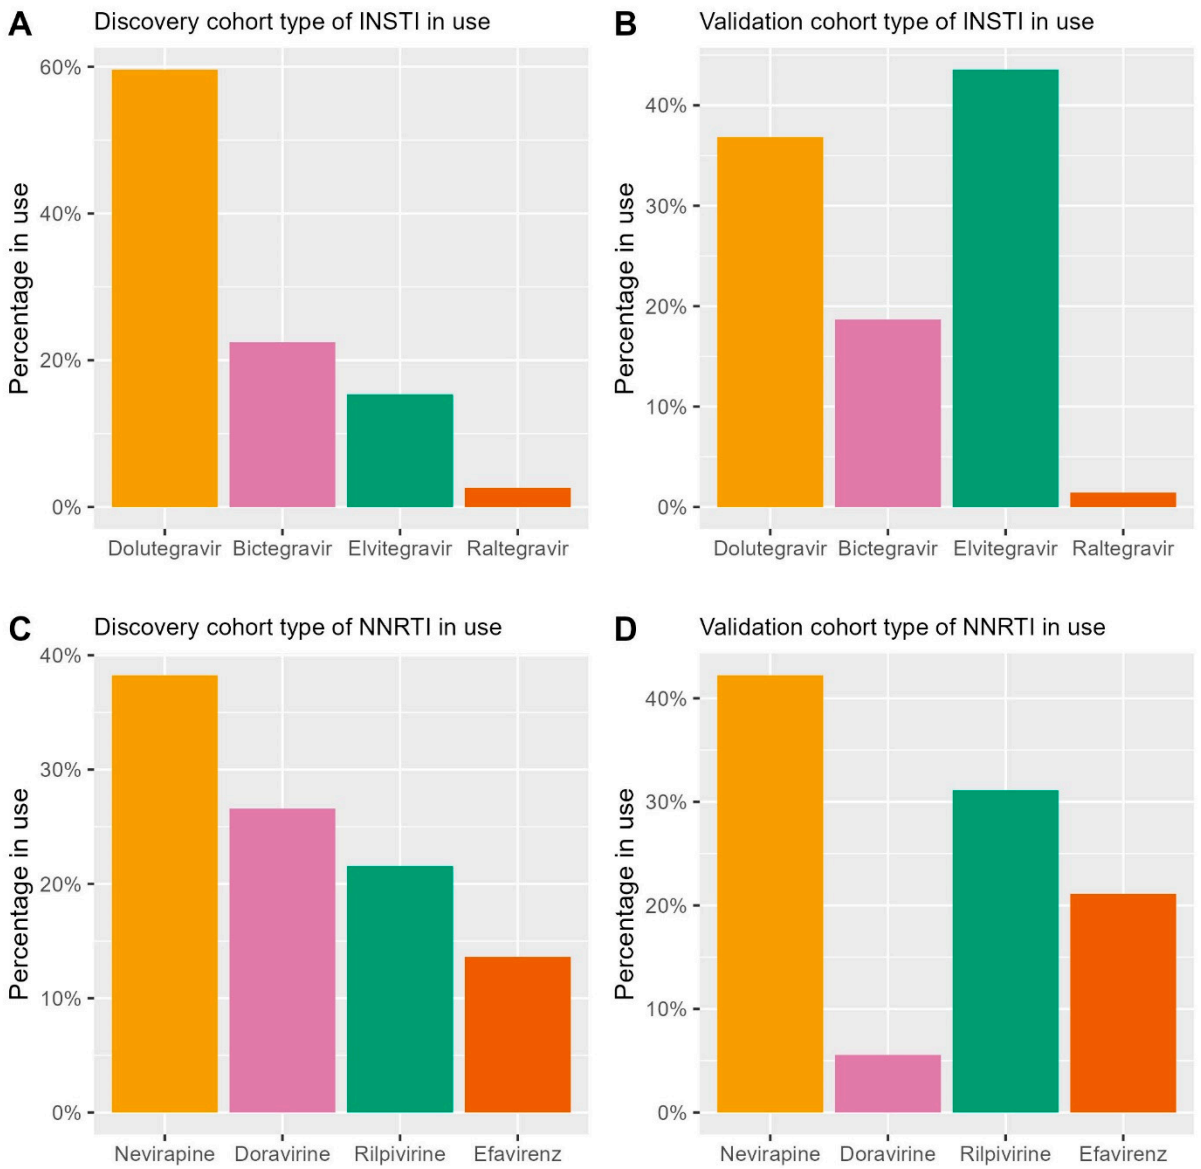 A Discovery cohort type of INSTI in use
Percentage in use
60%
40%
20%
0%
Dolutegravir Bictegravir Elvitegravir Raltegravir
B Validation cohort type of INSTI in use
Percentage in use
40%
30%
20%
10%
0%
Dolutegravir Bictegravir Elvitegravir Raltegravir
C Discovery cohort type of NNRTI in use
Percentage in use
40%
30%
20%
10%
0%
Nevirapine Doravirine Rilpivirine Efavirenz
D Validation cohort type of NNRTI in use
Percentage in use
40%
30%
20%
10%
0%
Nevirapine Doravirine Rilpivirine Efavirenz